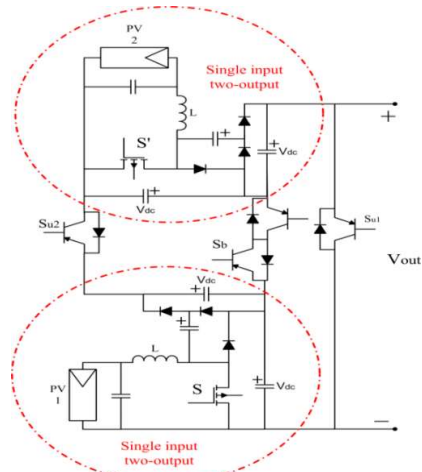 PV
2
Single input
two-output
L
+
+
S'
Vdc
+
Vdc
+
Su2
Sb
Su1
Vout
Vdc
+
+
L
PV
1
S
+
Vdc
−
Single input
two-output